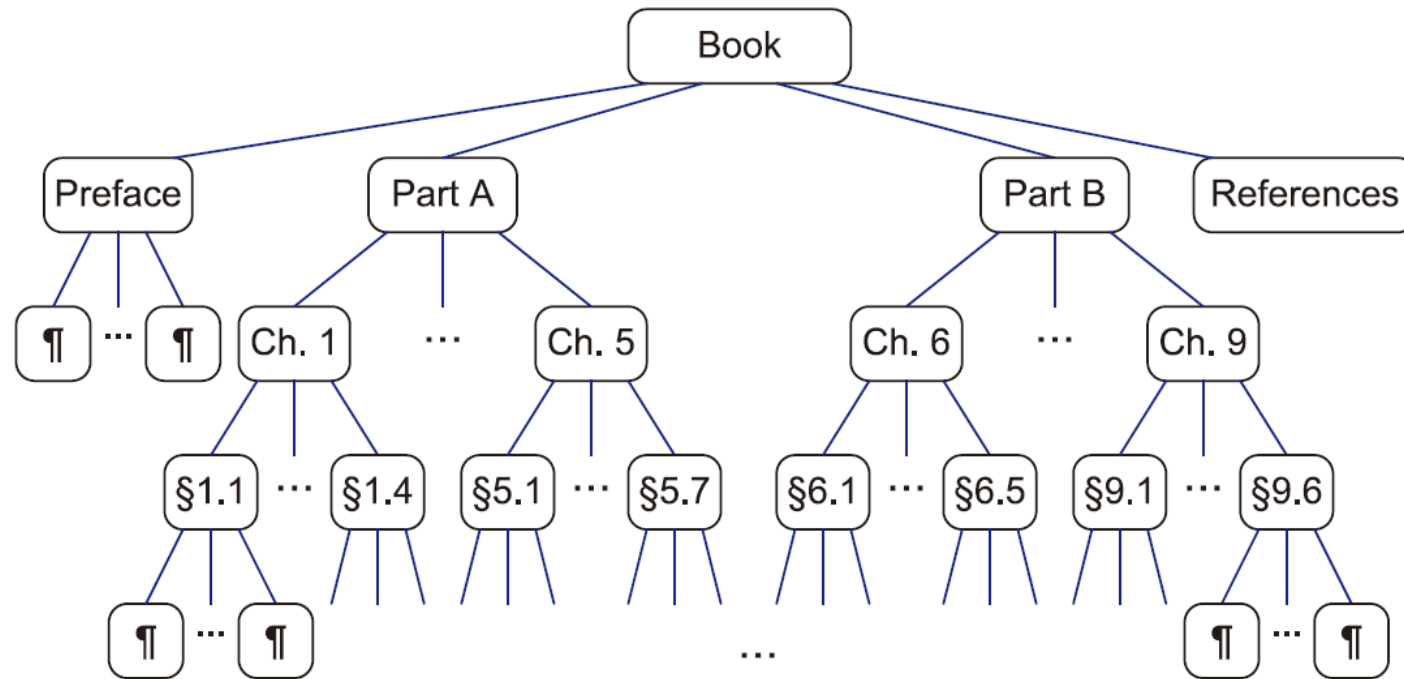 Book
Preface Part A Part B References
¶ ... ¶ Ch. 1 ... Ch. 5 Ch. 6 ... Ch. 9
§1.1 ... §1.4 §5.1 ... §5.7 §6.1 ... §6.5 §9.1 ... §9.6
¶ ... ¶ ... ¶ ... ¶